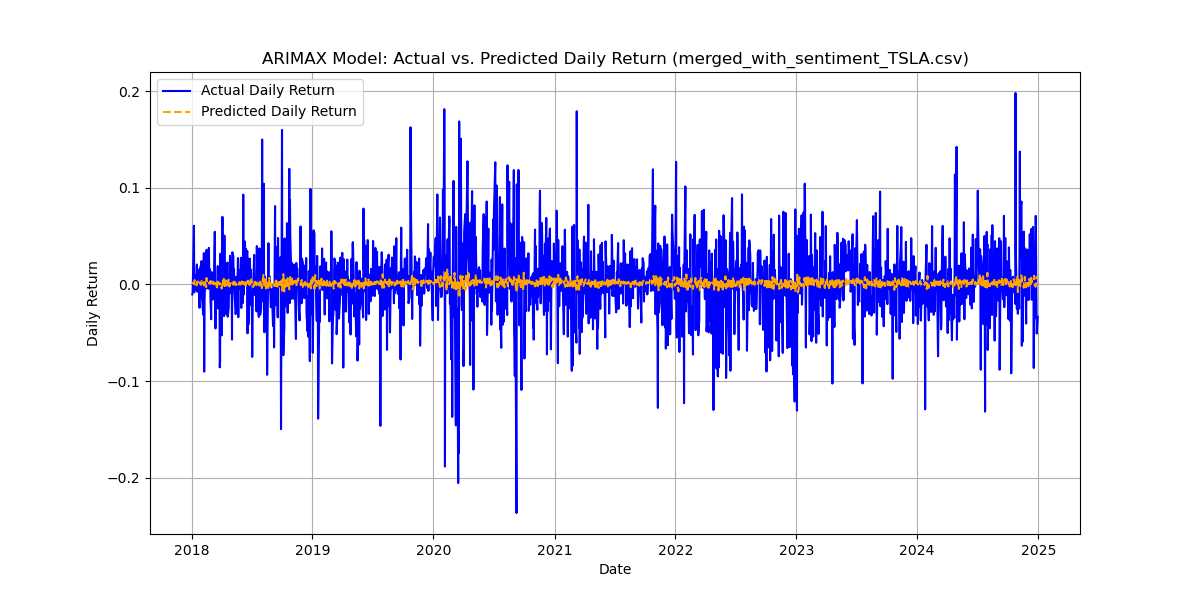 ARIMAX Model: Actual vs. Predicted Daily Return (merged_with_sentiment_TSLA.csv)
Actual Daily Return
Predicted Daily Return
0.2
0.1
0.0
−0.1
−0.2
Daily Return
2018 2019 2020 2021 2022 2023 2024 2025
Date